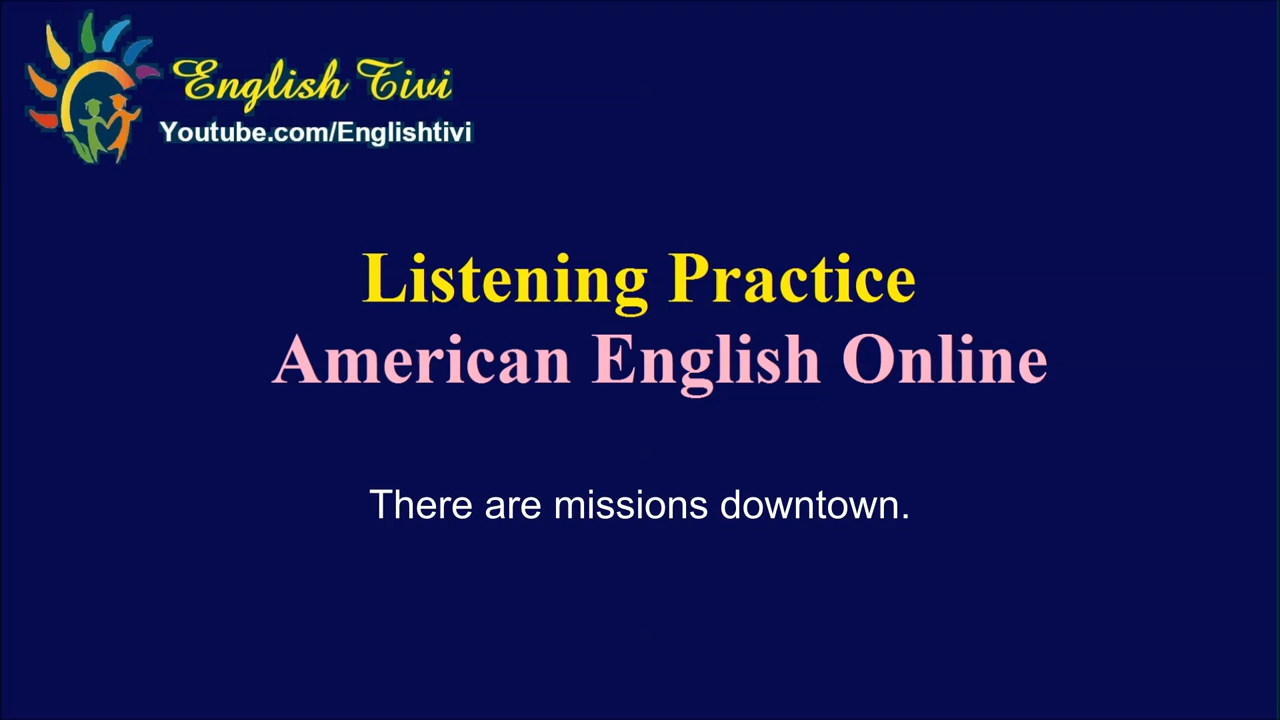 English Tivi
Youtube.com/Englishtivi
Listening Practice
American English Online
There are missions downtown.